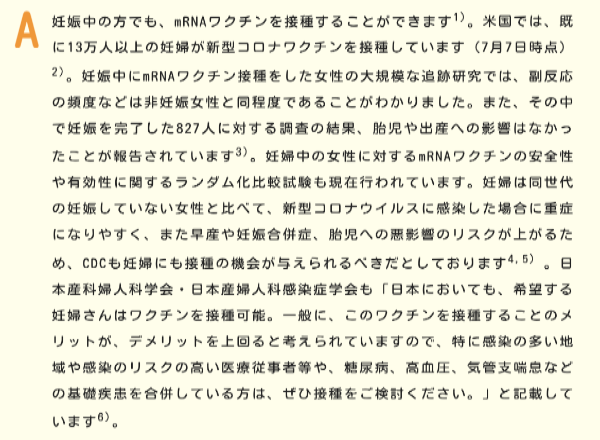 A 妊娠中の方でも、mRNAワクチンを接種することができます1)。米国では、既
に13万人以上の妊婦が新型コロナワクチンを接種しています（7月7日時点）
2)。妊娠中にmRNAワクチン接種をした女性の大規模な追跡研究では、副反応
の頻度などは非妊娠女性と同程度であることがわかりました。また、その中
で妊娠を完了した827人に対する調査の結果、胎児や出産への影響はなかっ
たことが報告されています3)。妊婦中の女性に対するmRNAワクチンの安全性
や有効性に関するランダム化比較試験も現在行われています。妊婦は同世代
の妊娠していない女性と比べて、新型コロナウイルスに感染した場合に重症
になりやすく、また早産や妊娠合併症、胎児への悪影響のリスクが上がるた
め、CDCも妊婦にも接種の機会が与えられるべきだとしております4,5) 。日
本産科婦人科学会・日本産婦人科感染症学会も「日本においても、希望する
妊婦さんはワクチンを接種可能。一般に、このワクチンを接種することのメ
リットが、デメリットを上回ると考えられていますので、特に感染の多い地
域や感染のリスクの高い医療従事者等や、糖尿病、高血圧、気管支喘息など
の基礎疾患を合併している方は、ぜひ接種をご検討ください。」と記載して
います6)。